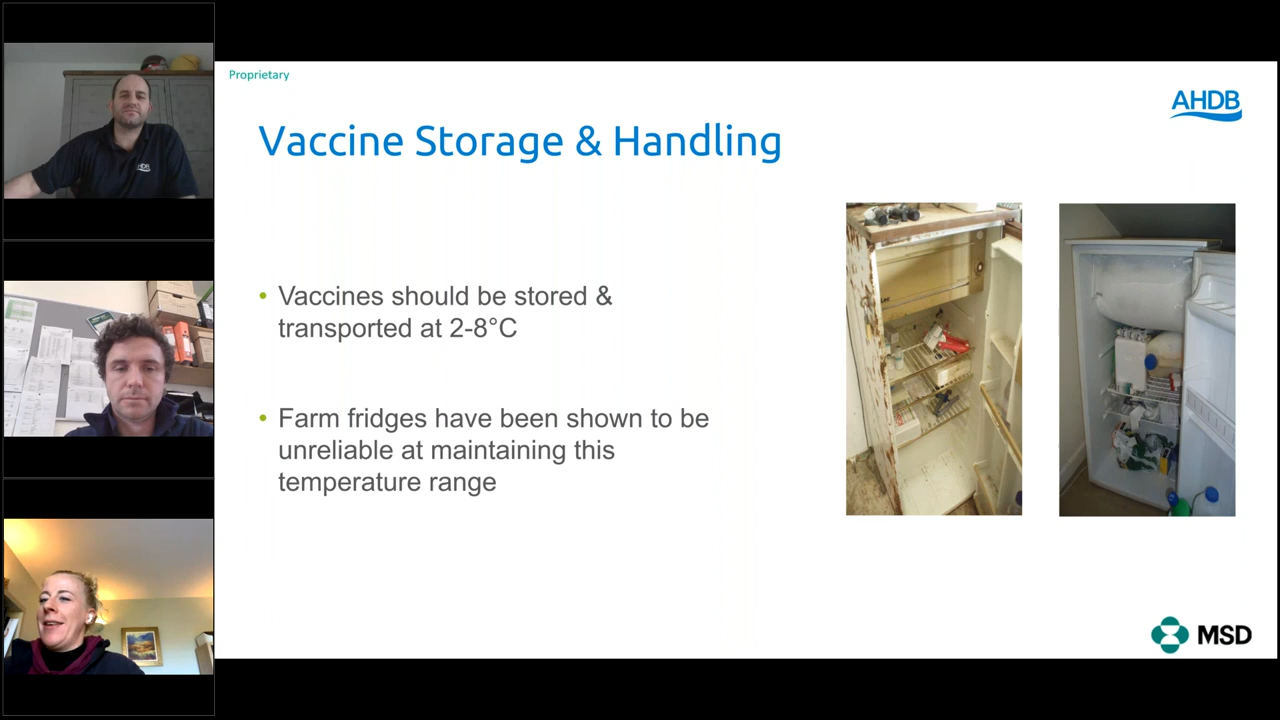 Proprietary
AHDB
Vaccine Storage & Handling
• Vaccines should be stored &
transported at 2-8°C
• Farm fridges have been shown to be
unreliable at maintaining this
temperature range
MSD
AHDB